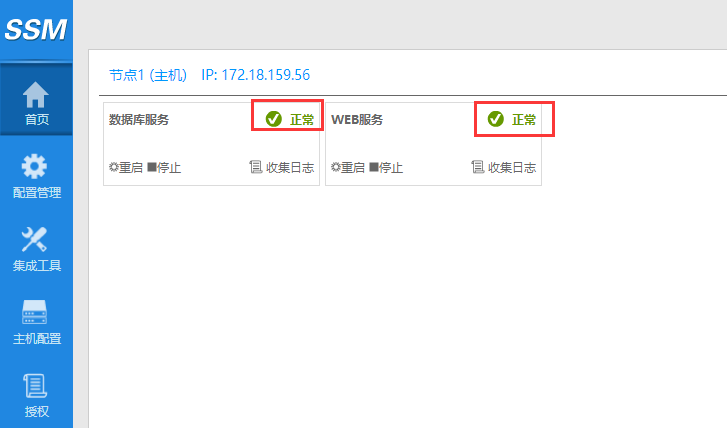 SSM
首页
配置管理
集成工具
主机配置
授权
节点1 (主机) IP: 172.18.159.56
数据库服务 正常
重启 停止 收集日志
WEB服务 正常
重启 停止 收集日志